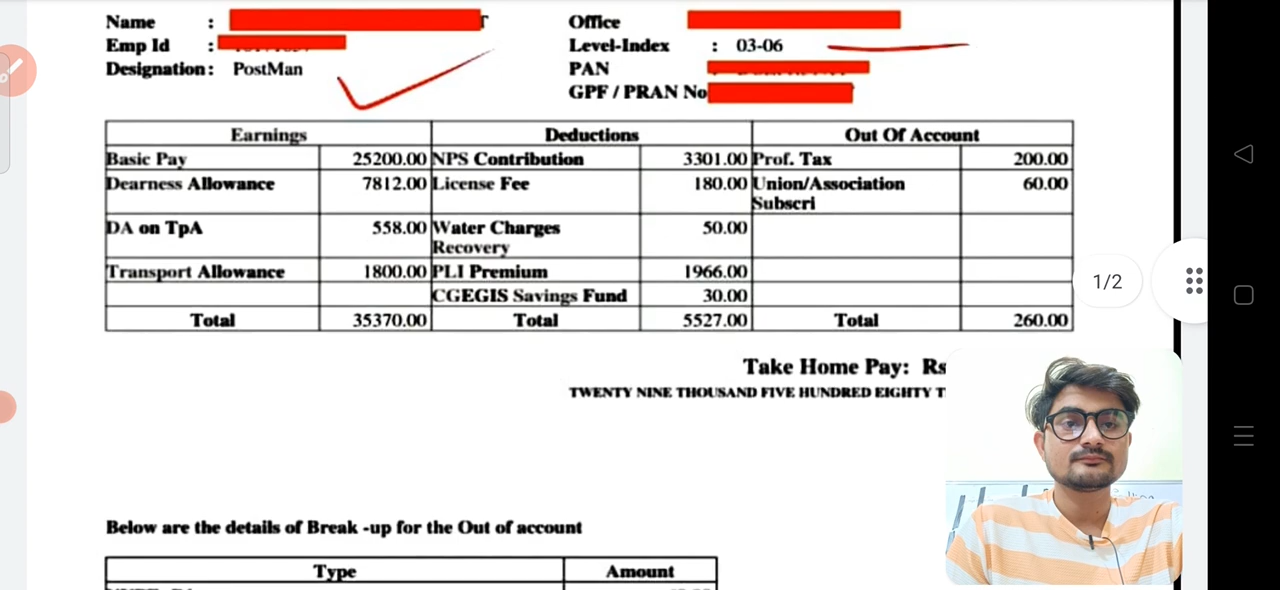 Name :
Office
Emp Id :
Level-Index : 03-06
Designation : PostMan
PAN
GPF / PRAN No
Earnings Deductions Out Of Account
Basic Pay 25200.00 NPS Contribution 3301.00 Prof. Tax 200.00
Dearness Allowance 7812.00 License Fee 180.00 Union/Association 60.00
Subscri
DA on TpA 558.00 Water Charges 50.00
Recovery
Transport Allowance 1800.00 PLI Premium 1966.00
CGEGIS Savings Fund 30.00
Total 35370.00 Total 5527.00 Total 260.00
1/2
Take Home Pay: Rs
TWENTY NINE THOUSAND FIVE HUNDRED EIGHTY T
Below are the details of Break -up for the Out of account
Type Amount